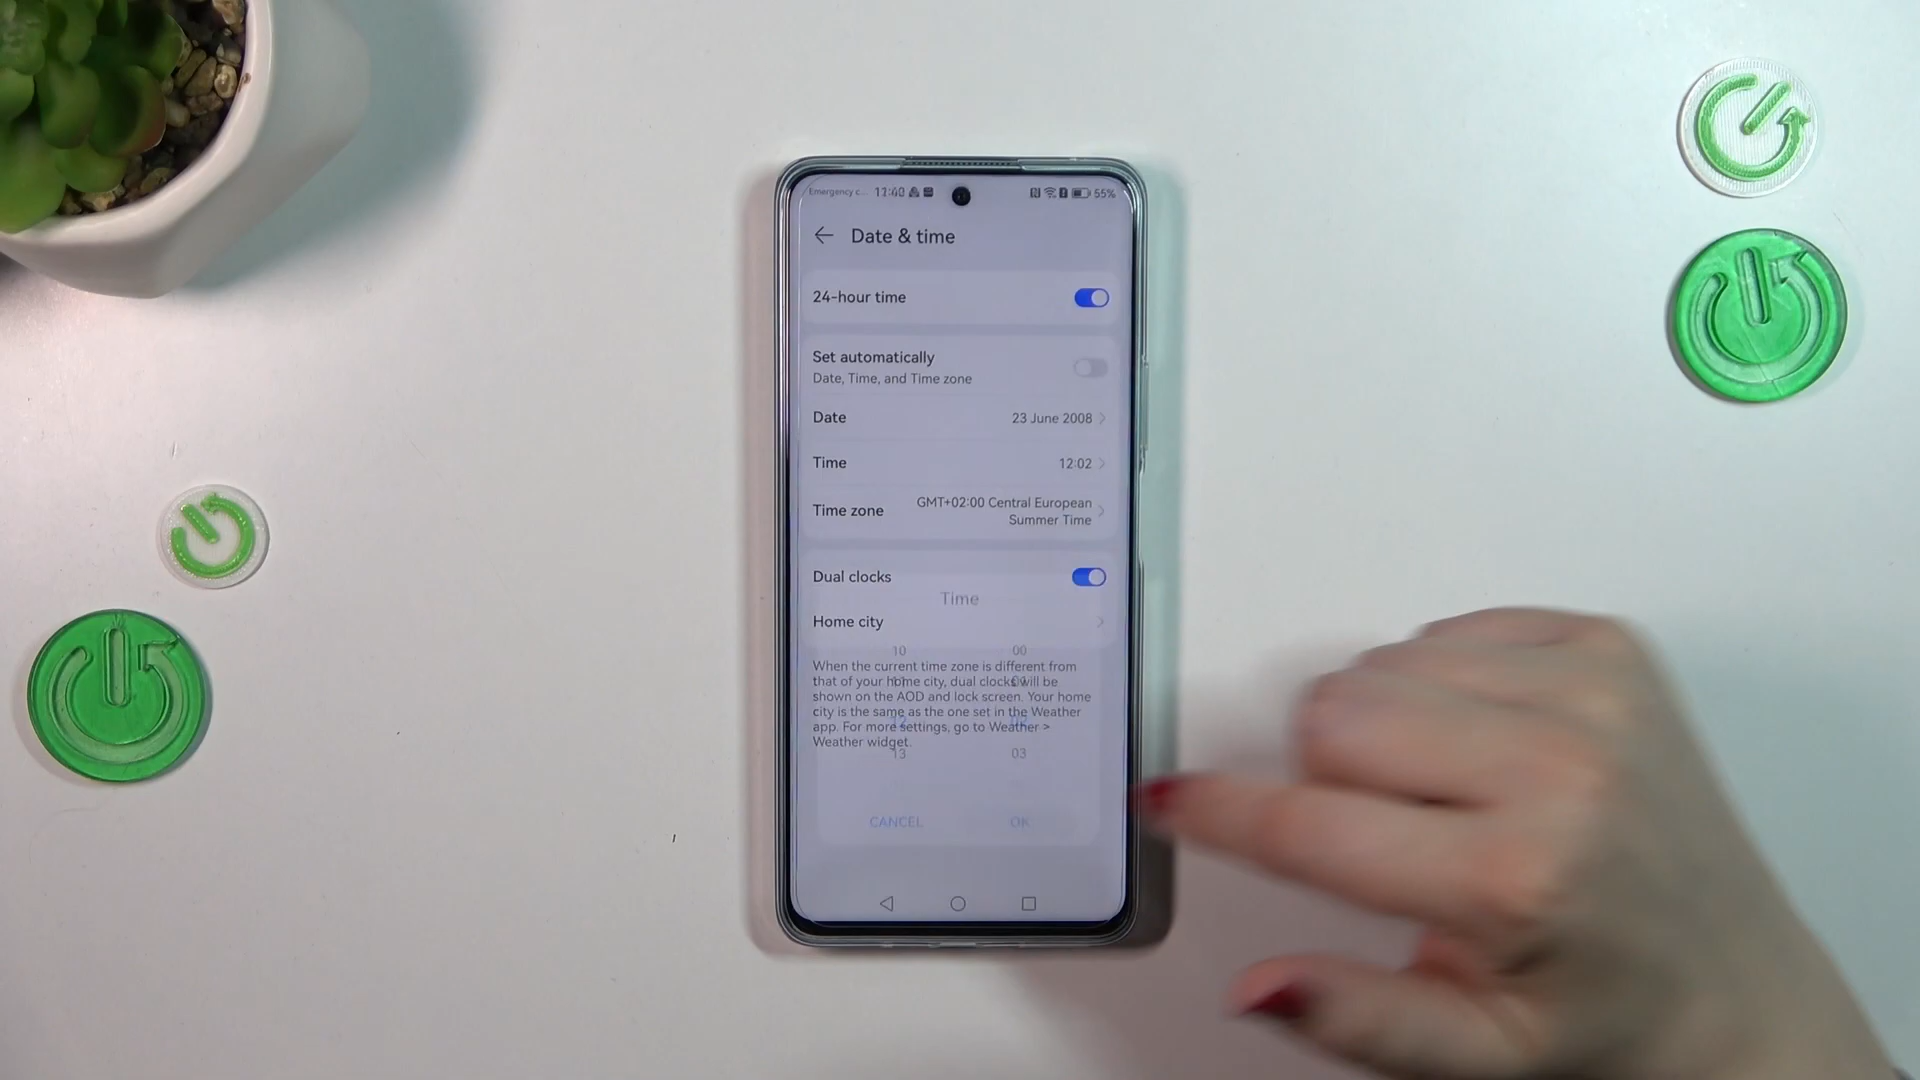 Emergency c... 55%
Date & time
24-hour time
Set automatically
Date, Time, and Time zone
Date 23 June 2008
Time 12:02
Time zone GMT+02:00 Central European
Summer Time
Dual clocks
Time
Home city
10 00
When the current time zone is different from
that of your home city, dual clocks will be
shown on the AOD and lock screen. Your home
city is the same as the one set in the Weather
app. For more settings, go to Weather >
Weather widget.
13 03
CANCEL OK